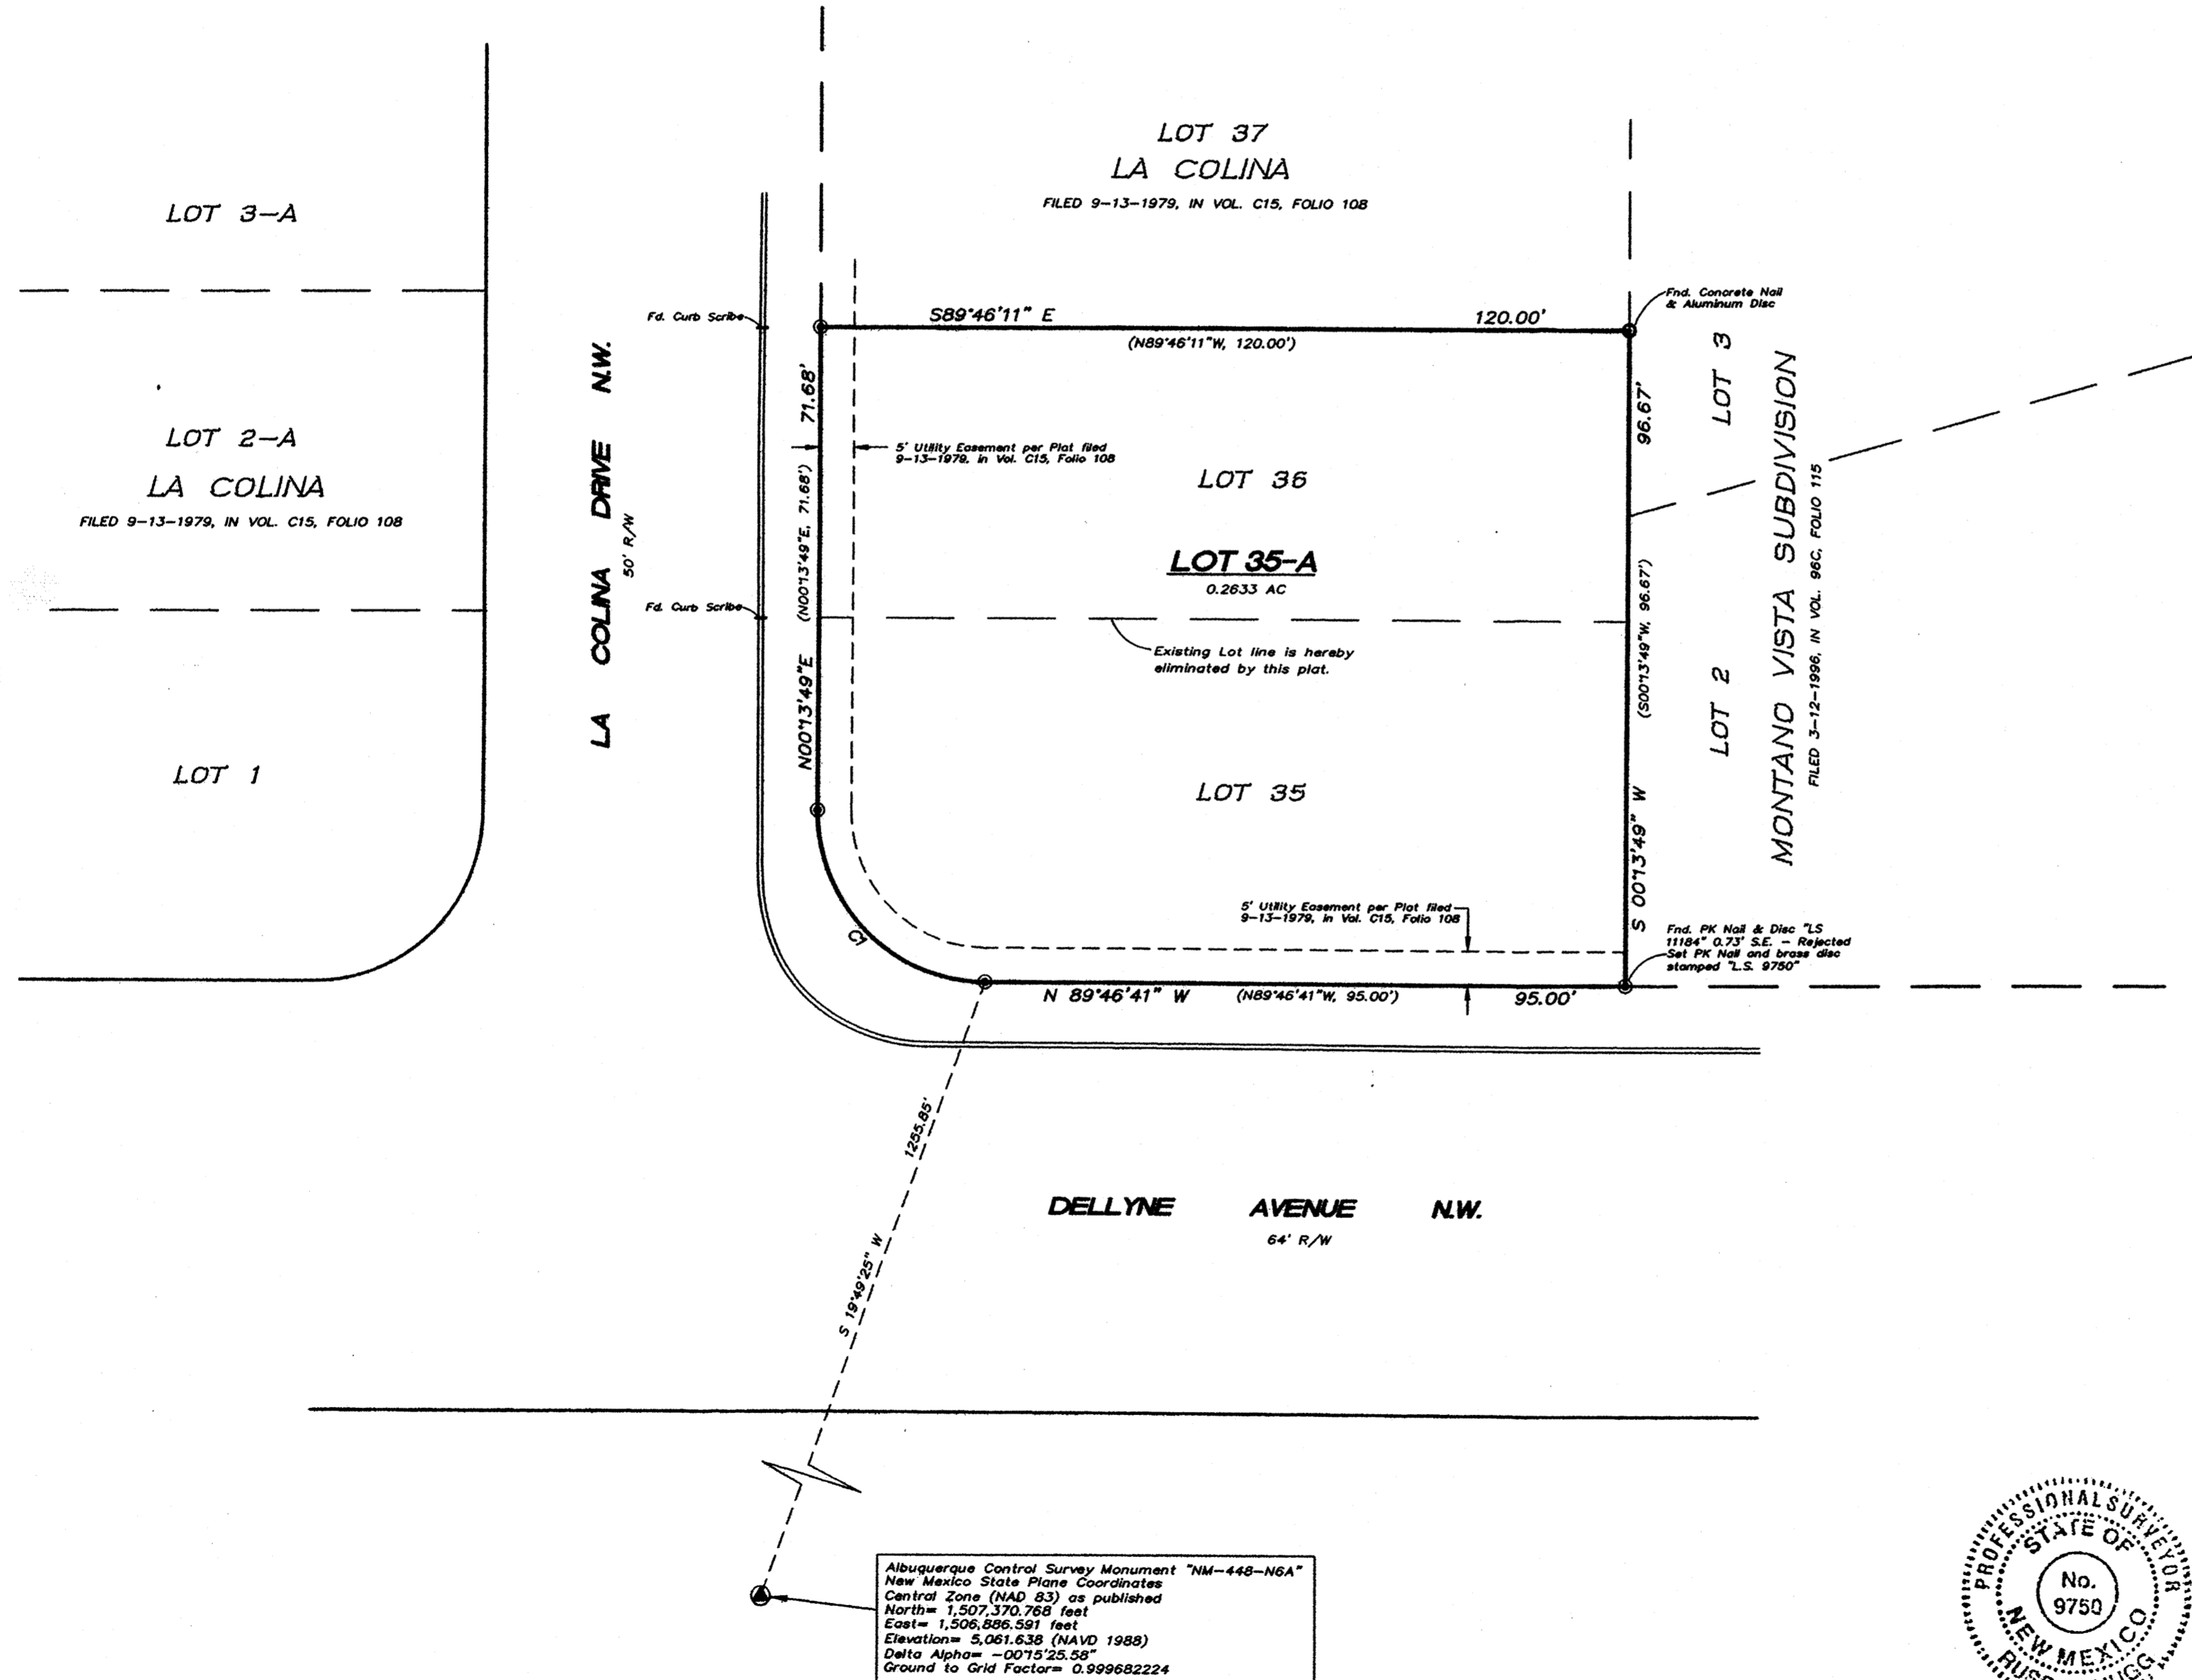 LOT 37
LA COLINA
FILED 9-13-1979, IN VOL. C15, FOLIO 108
LOT 3-A
LOT 2-A
LA COLINA
FILED 9-13-1979, IN VOL. C15, FOLIO 108
LOT 1
LA COLINA DRIVE N.W.
50' R/W
Fd. Curb Scribe
Fd. Curb Scribe
S89°46'11" E 120.00'
(N89°46'11"W, 120.00')
Fnd. Concrete Nail
& Aluminum Disc
N00°13'49"E 71.68'
(N00°13'49"E, 71.68')
5' Utility Easement per Plat filed
9-13-1979, in Vol. C15, Folio 108
LOT 36
LOT 35-A
0.2633 AC
Existing Lot line is hereby
eliminated by this plat.
LOT 35
S 00°13'49" W 96.67'
(S00°13'49"W, 96.67')
LOT 3
LOT 2
MONTANO VISTA SUBDIVISION
FILED 3-12-1996, IN VOL. 96C, FOLIO 115
5' Utility Easement per Plat filed
9-13-1979, in Vol. C15, Folio 108
Fnd. PK Nail & Disc "LS
11184" 0.73' S.E. - Rejected
Set PK Nail and brass disc
stamped "L.S. 9750"
C1
N 89°46'41" W (N89°46'41"W, 95.00') 95.00'
S 19°49'25" W 1255.85'
DELLYNE AVENUE N.W.
64' R/W
Albuquerque Control Survey Monument "NM-448-N6A"
New Mexico State Plane Coordinates
Central Zone (NAD 83) as published
North= 1,507,370.768 feet
East= 1,506,886.591 feet
Elevation= 5,061.638 (NAVD 1988)
Delta Alpha= -00°15'25.58"
Ground to Grid Factor= 0.999682224
PROFESSIONAL SURVEYOR
STATE OF
No.
9750
NEW MEXICO